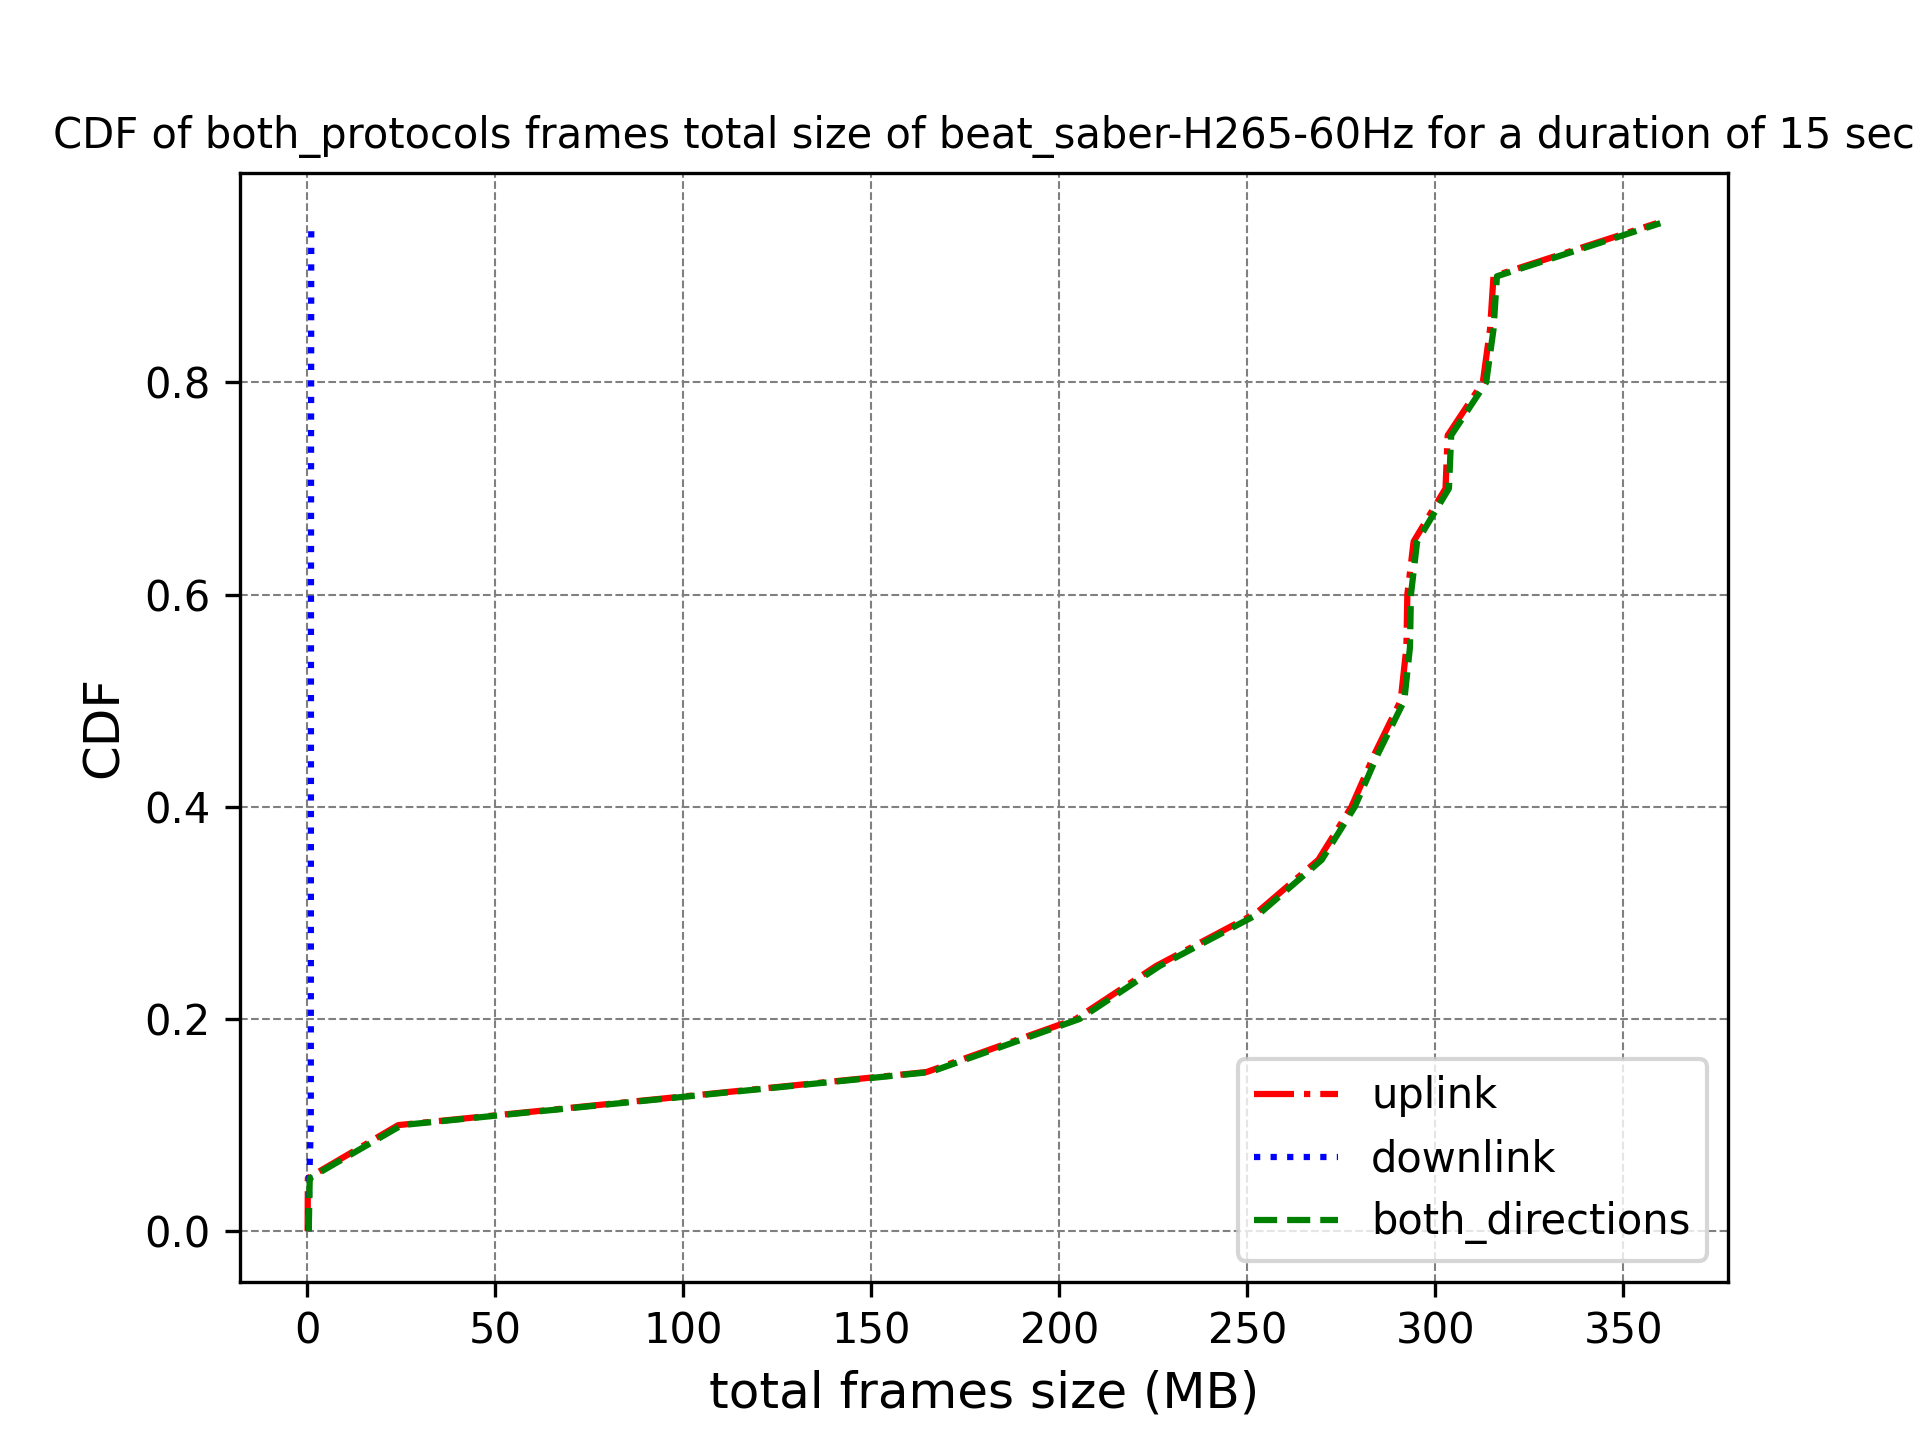 CDF of both_protocols frames total size of beat_saber-H265-60Hz for a duration of 15 sec
0.8
0.6
0.4
0.2
0.0
CDF
uplink
downlink
both_directions
0 50 100 150 200 250 300 350
total frames size (MB)